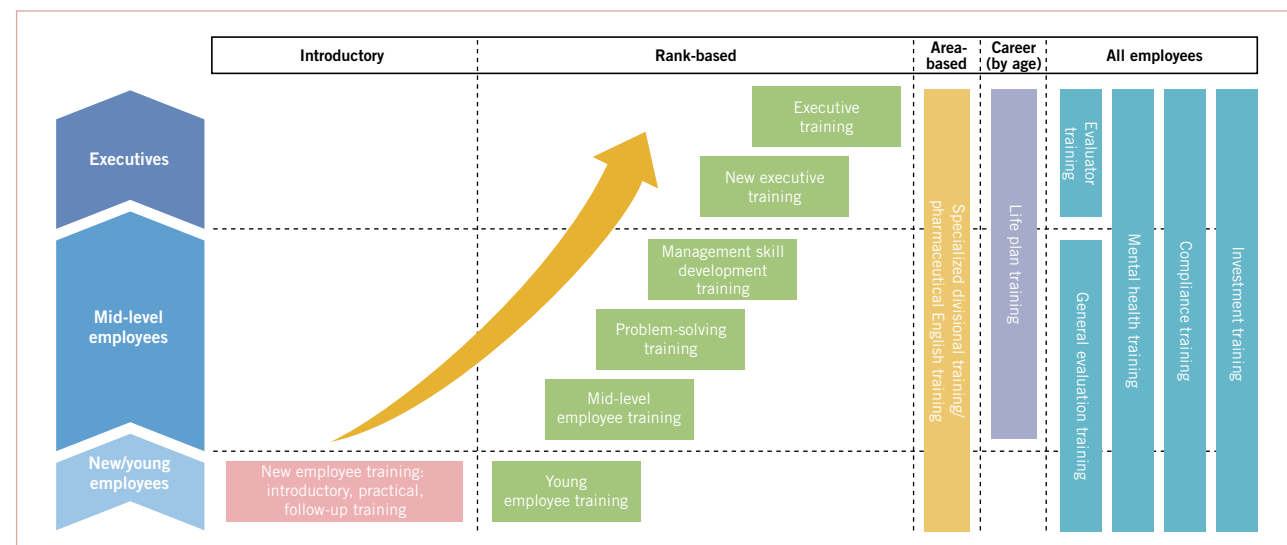 Introductory
Rank-based
Area-
based
Career
(by age)
All employees
Executives
Executive
training
New executive
training
Evaluator
training
Mid-level
employees
Management skill
development
training
Problem-solving
training
Mid-level
employee training
New/young
employees
New employee training:
introductory, practical,
follow-up training
Young
employee training
Specialized divisional training/
pharmaceutical English training
Life plan training
General evaluation training
Mental health training
Compliance training
Investment training